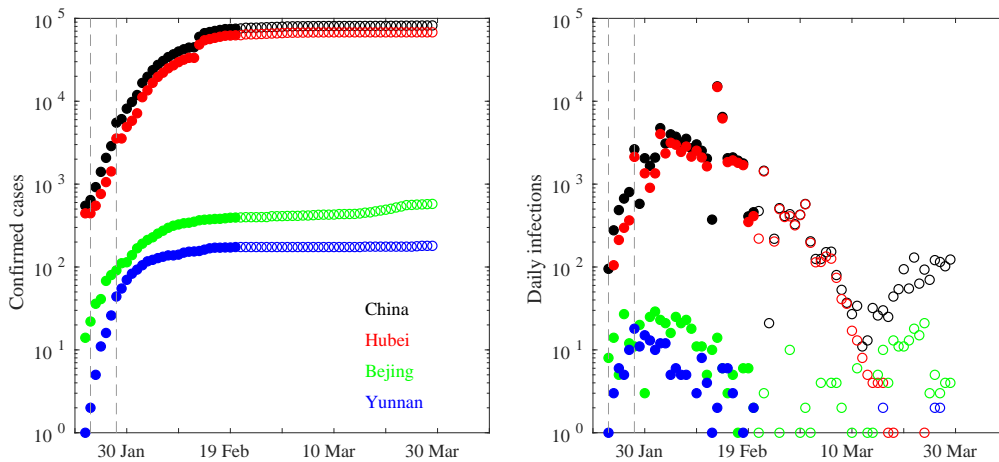 Confirmed cases
10^5
10^4
10^3
10^2
10^1
10^0
30 Jan
19 Feb
10 Mar
30 Mar
China
Hubei
Bejing
Yunnan
Daily infections
10^5
10^4
10^3
10^2
10^1
10^0
30 Jan
19 Feb
10 Mar
30 Mar